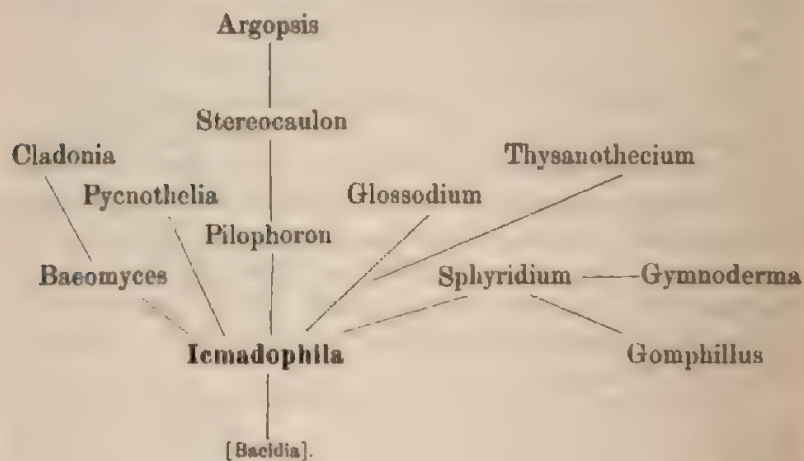 Argopsis
Stereocaulon
Cladonia
Thysanothecium
Pycnothelia
Glossodium
Pilophoron
Baeomyces
Sphyridium
Gymnoderma
Icmadophila
Gomphillus
[Bacidia].